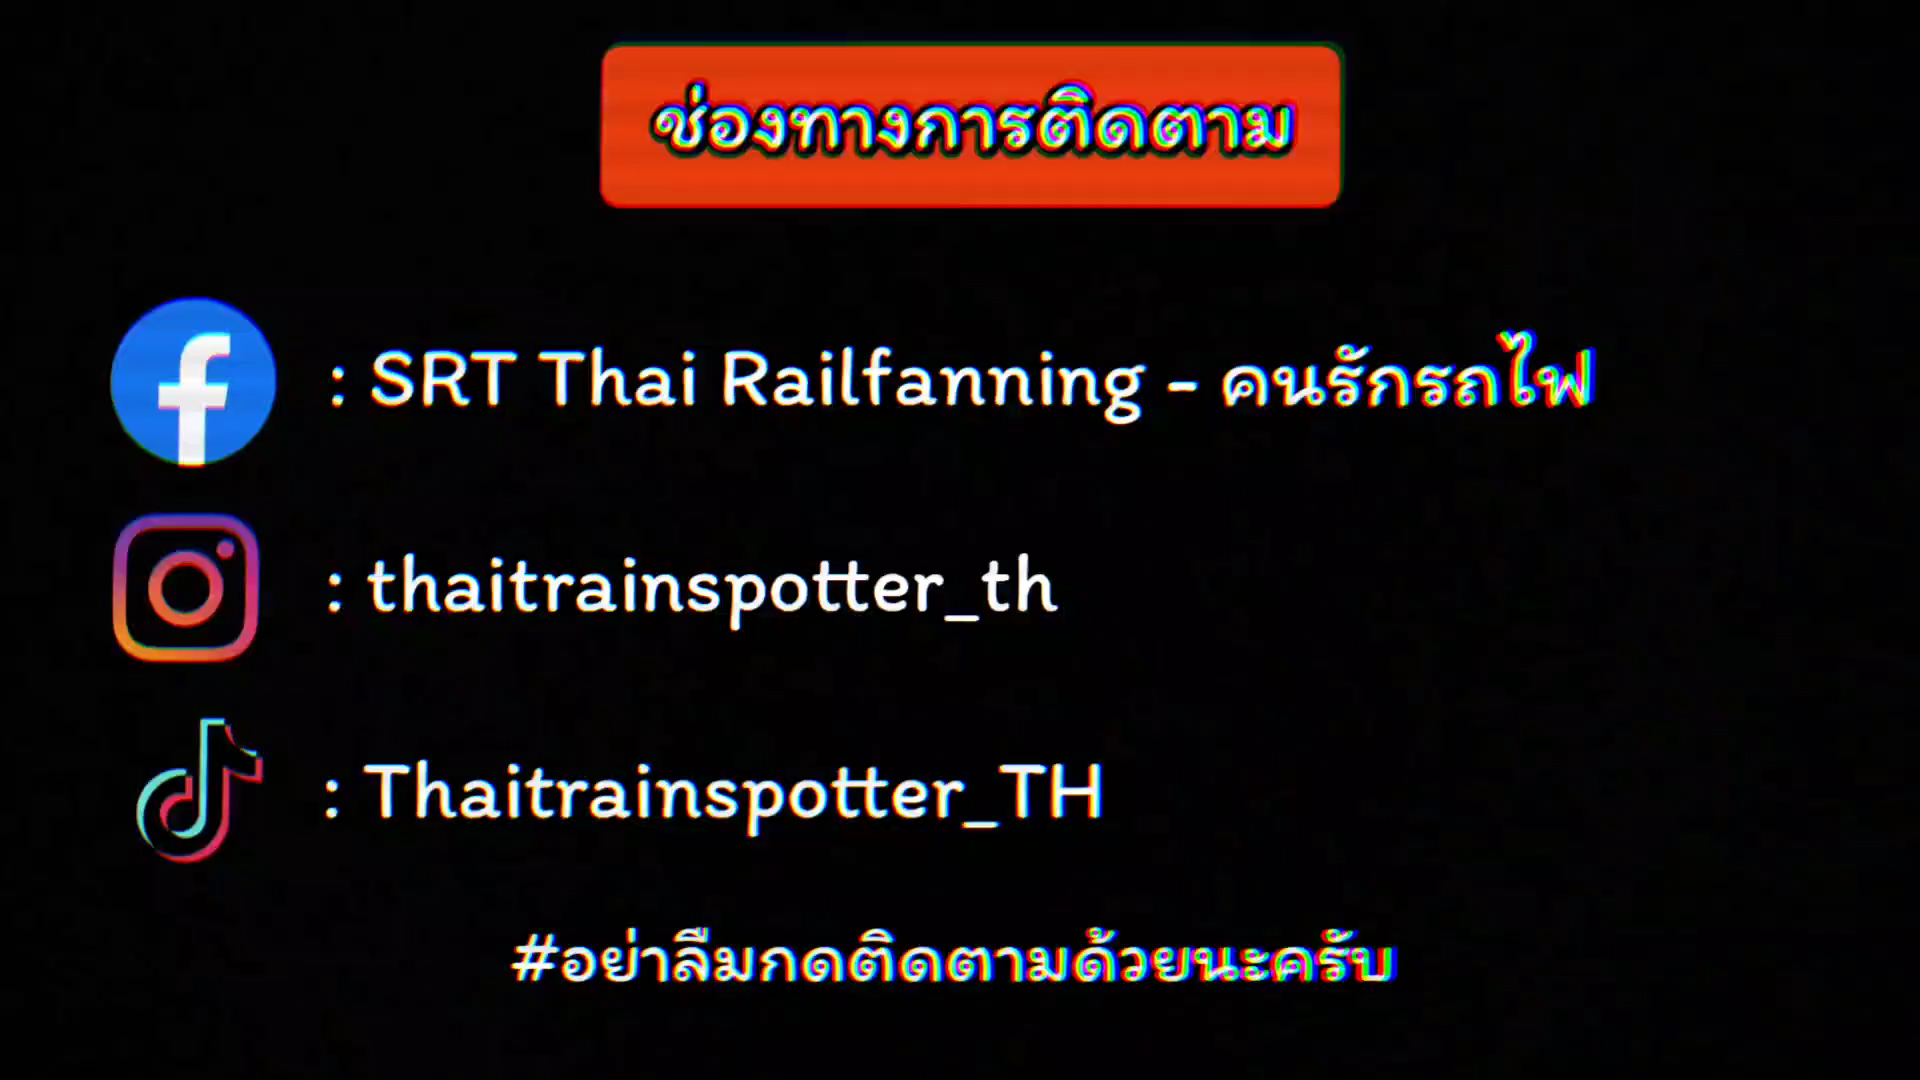 ช่องทางการติดตาม
: SRT Thai Railfanning - คนรักรถไฟ
: thaitrainspotter_th
: Thaitrainspotter_TH
#อย่าลืมกดติดตามด้วยนะครับ